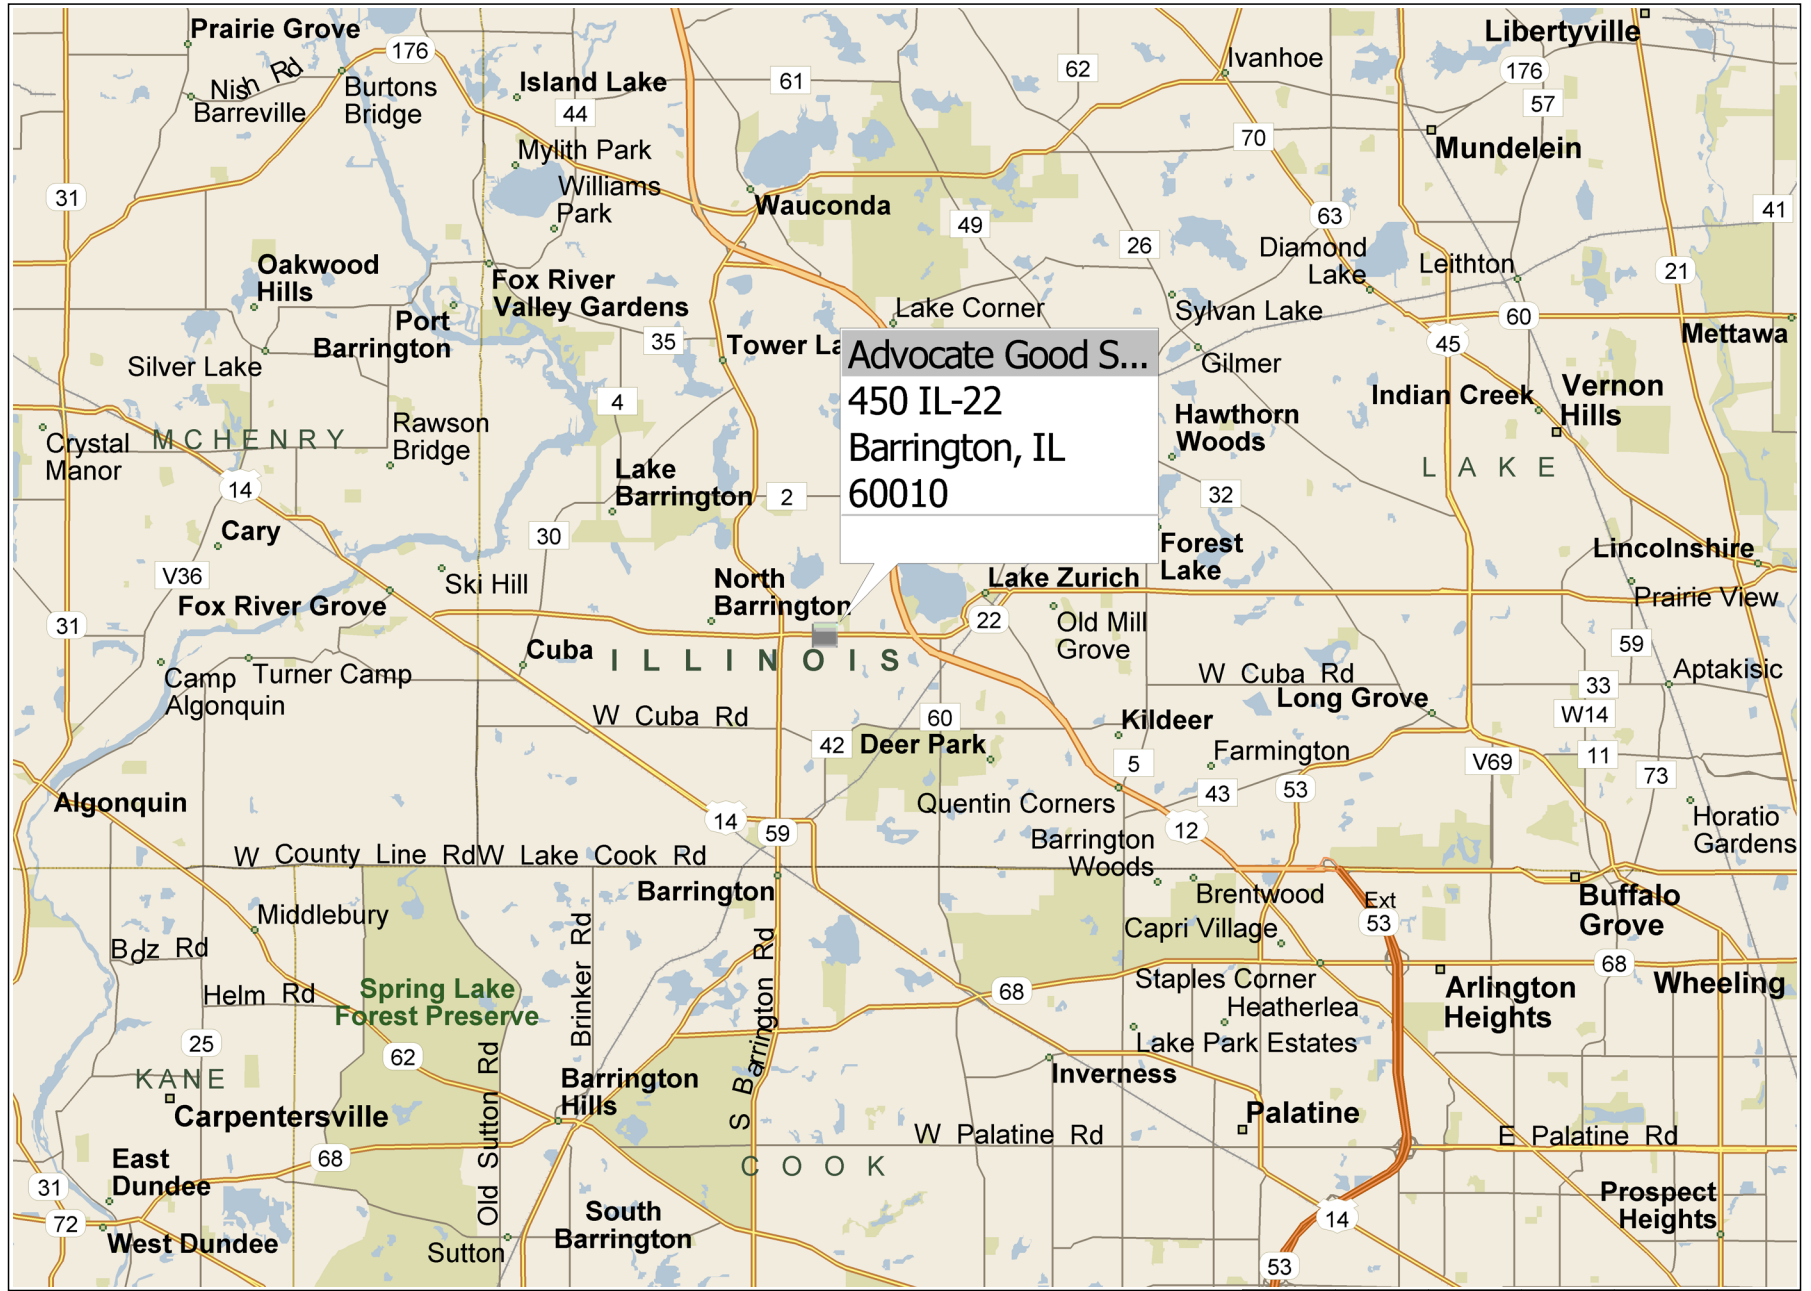 Prairie Grove
176
Libertyville
Nish Rd
Barreville
Burtons
Bridge
Island Lake
44
61
62
Ivanhoe
176
57
Mylith Park
Williams
Park
70
Mundelein
31
Wauconda
49
26
63
41
Oakwood
Hills
Fox River
Valley Gardens
Diamond
Lake
Leithton
21
Port
Barrington
35
Lake Corner
Sylvan Lake
60
Mettawa
Silver Lake
Tower La
45
Gilmer
Advocate Good S...
450 IL-22
Barrington, IL
60010
4
Indian Creek
Vernon
Hills
Crystal
Manor
MCHENRY
Rawson
Bridge
Hawthorn
Woods
LAKE
14
Lake
Barrington
2
32
Cary
30
Forest
Lake
Lincolnshire
V36
Ski Hill
North
Barrington
Lake Zurich
Prairie View
Fox River Grove
31
22
Old Mill
Grove
59
Cuba
ILLINOIS
Camp
Algonquin
Turner Camp
W Cuba Rd
Aptakisic
33
Long Grove
W Cuba Rd
60
Kildeer
W14
42
Deer Park
Farmington
11
5
V69
73
Algonquin
Quentin Corners
43
53
14
59
12
Horatio
Gardens
Barrington
Woods
W County Line Rd
W Lake Cook Rd
Barrington
Brentwood
Ext
53
Buffalo
Grove
Middlebury
Capri Village
Bolz Rd
Brinker Rd
S Barrington Rd
68
Helm Rd
Spring Lake
Forest Preserve
68
Staples Corner
Heatherlea
Arlington
Heights
Wheeling
25
62
Old Sutton Rd
Lake Park Estates
KANE
Barrington
Hills
Inverness
Carpentersville
Palatine
W Palatine Rd
E Palatine Rd
East
Dundee
68
COOK
31
72
South
Barrington
14
Prospect
Heights
West Dundee
Sutton
53